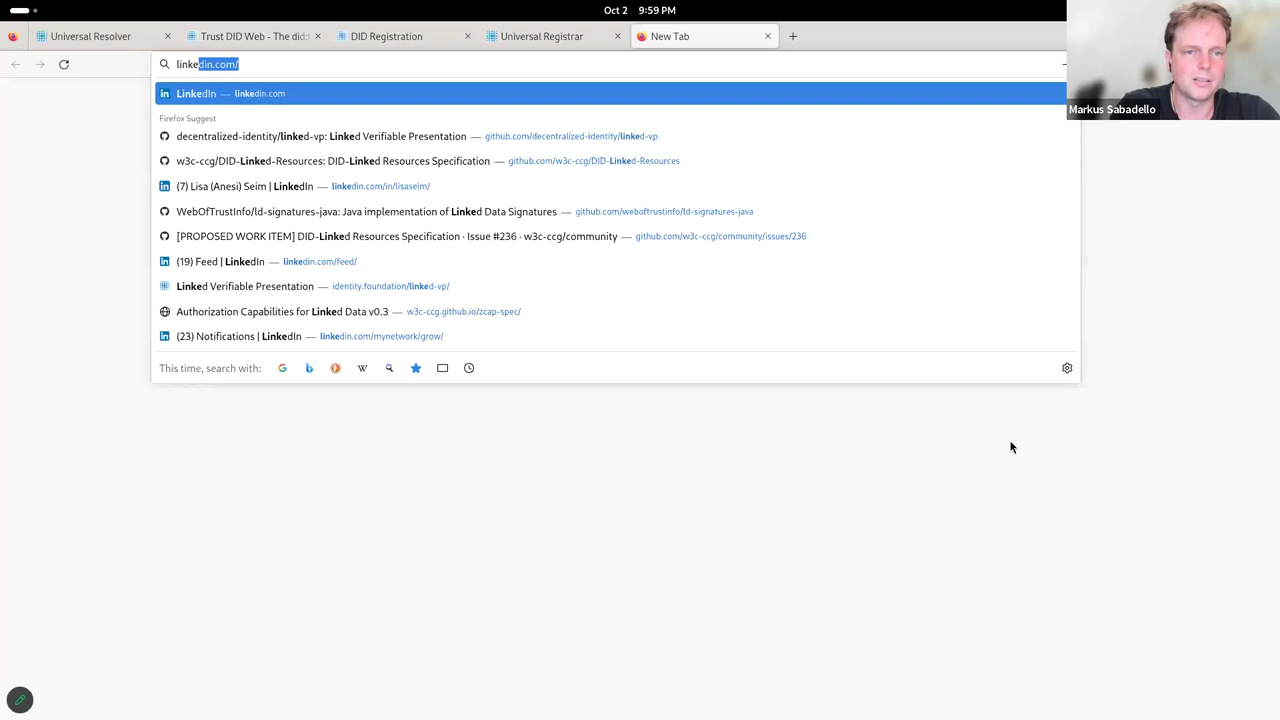 Oct 2 9:59 PM
Universal Resolver
Trust DID Web - The did:t
DID Registration
Universal Registrar
New Tab
linkedin.com/
LinkedIn — linkedin.com
Firefox Suggest
decentralized-identity/linked-vp: Linked Verifiable Presentation — github.com/decentralized-identity/linked-vp
w3c-ccg/DID-Linked-Resources: DID-Linked Resources Specification — github.com/w3c-ccg/DID-Linked-Resources
(7) Lisa (Anesi) Seim | LinkedIn — linkedin.com/in/lisaseim/
WebOfTrustInfo/ld-signatures-java: Java implementation of Linked Data Signatures — github.com/weboftrustinfo/ld-signatures-java
[PROPOSED WORK ITEM] DID-Linked Resources Specification · Issue #236 · w3c-ccg/community — github.com/w3c-ccg/community/issues/236
(19) Feed | LinkedIn — linkedin.com/feed/
Linked Verifiable Presentation — identity.foundation/linked-vp/
Authorization Capabilities for Linked Data v0.3 — w3c-ccg.github.io/zcap-spec/
(23) Notifications | LinkedIn — linkedin.com/mynetwork/grow/
This time, search with:
Markus Sabadello